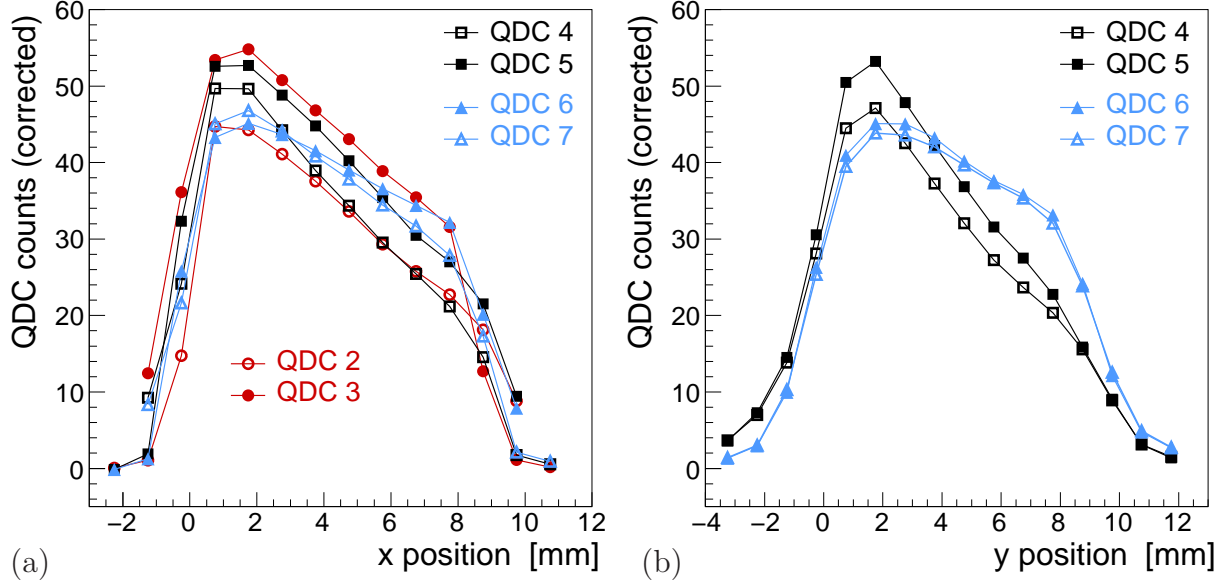 QDC counts (corrected)
60
50
40
30
20
10
0
QDC 4
QDC 5
QDC 6
QDC 7
QDC 2
QDC 3
−2 0 2 4 6 8 10 12
x position [mm]
(a)
QDC counts (corrected)
60
50
40
30
20
10
0
QDC 4
QDC 5
QDC 6
QDC 7
−4 −2 0 2 4 6 8 10 12
y position [mm]
(b)